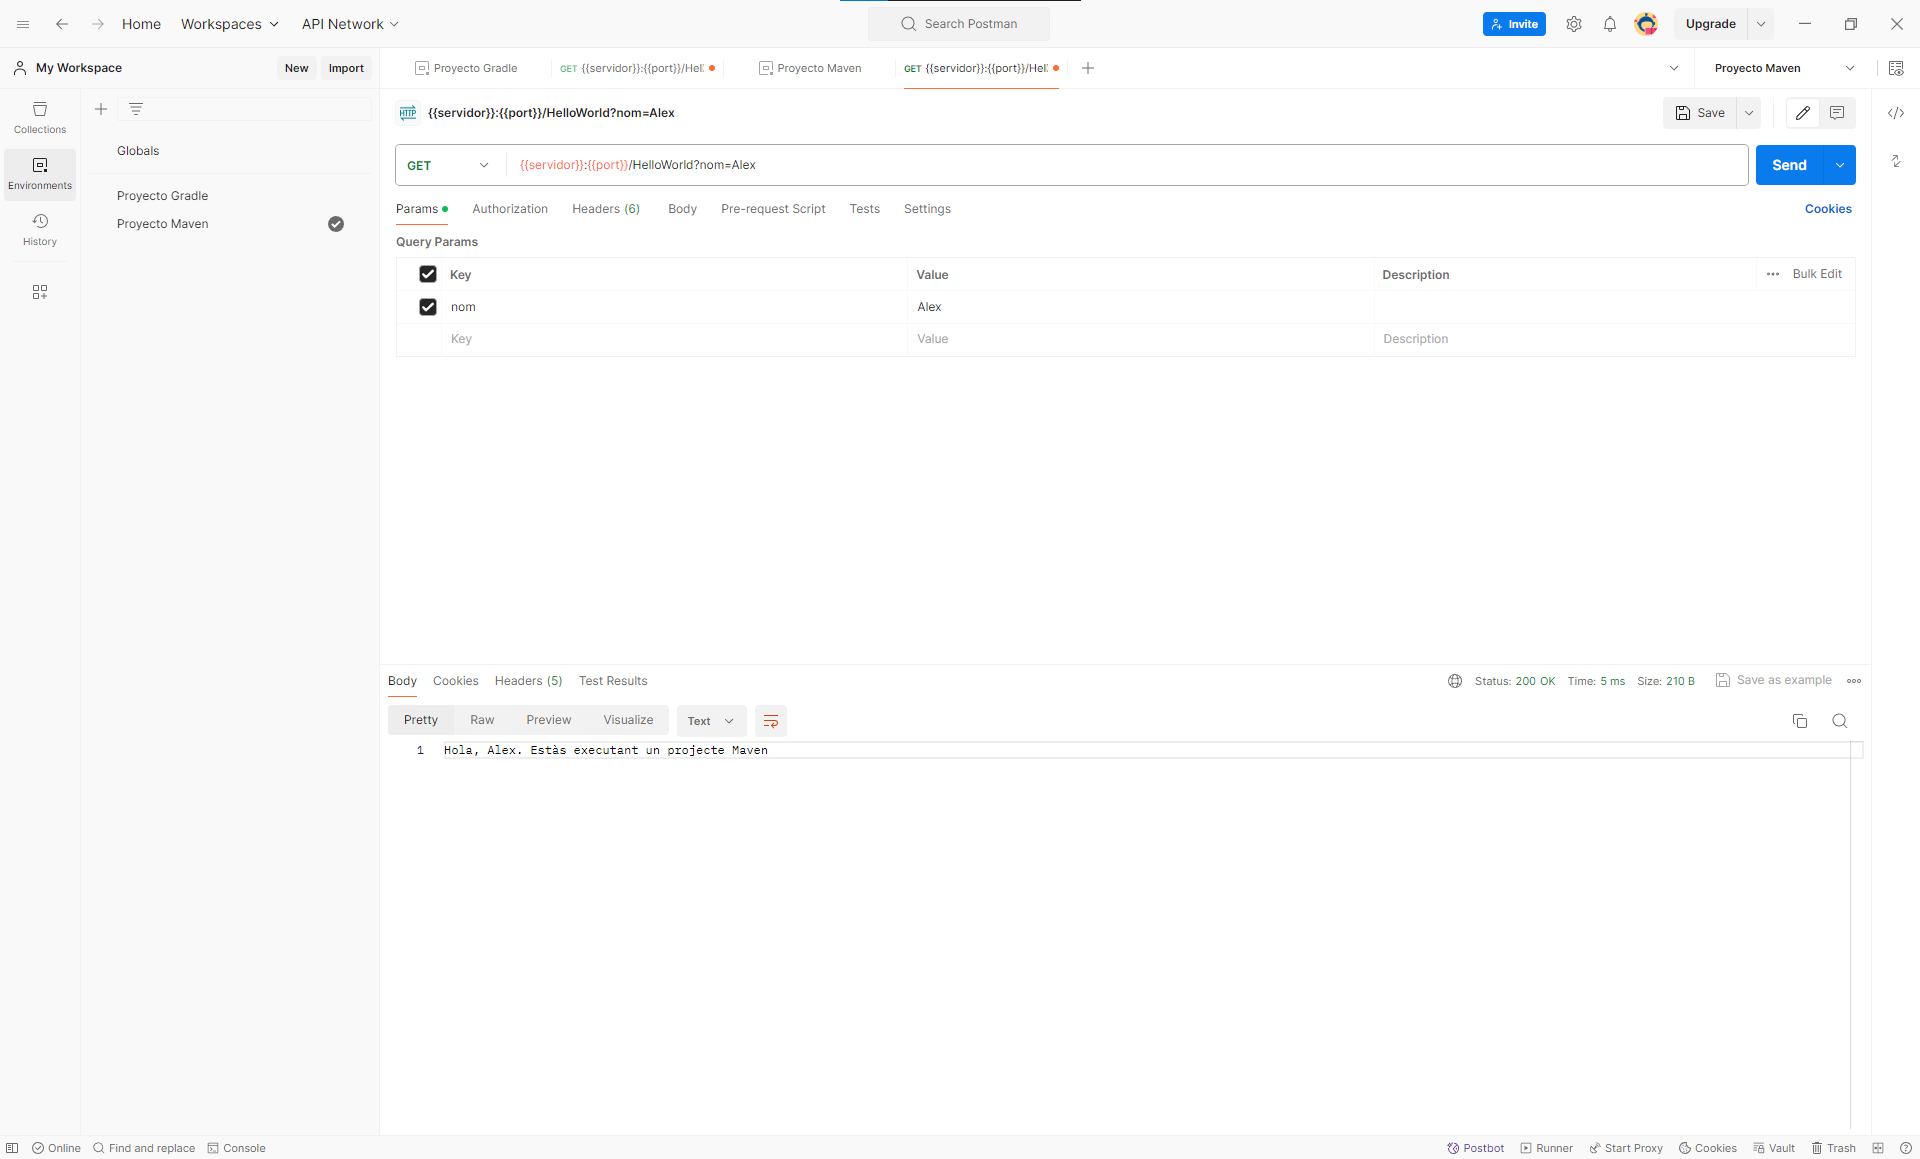 Home Workspaces API Network Search Postman Invite Upgrade
My Workspace New Import Proyecto Gradle GET {{servidor}}:{{port}}/Hel Proyecto Maven GET {{servidor}}:{{port}}/Hel Proyecto Maven
Collections
Environments
History
Globals
Proyecto Gradle
Proyecto Maven
HTTP {{servidor}}:{{port}}/HelloWorld?nom=Alex Save
GET {{servidor}}:{{port}}/HelloWorld?nom=Alex Send
Params Authorization Headers (6) Body Pre-request Script Tests Settings Cookies
Query Params
Key Value Description Bulk Edit
nom Alex
Key Value Description
Body Cookies Headers (5) Test Results Status: 200 OK Time: 5 ms Size: 210 B Save as example
Pretty Raw Preview Visualize Text
1 Hola, Alex. Estàs executant un projecte Maven
Online Find and replace Console Postbot Runner Start Proxy Cookies Vault Trash